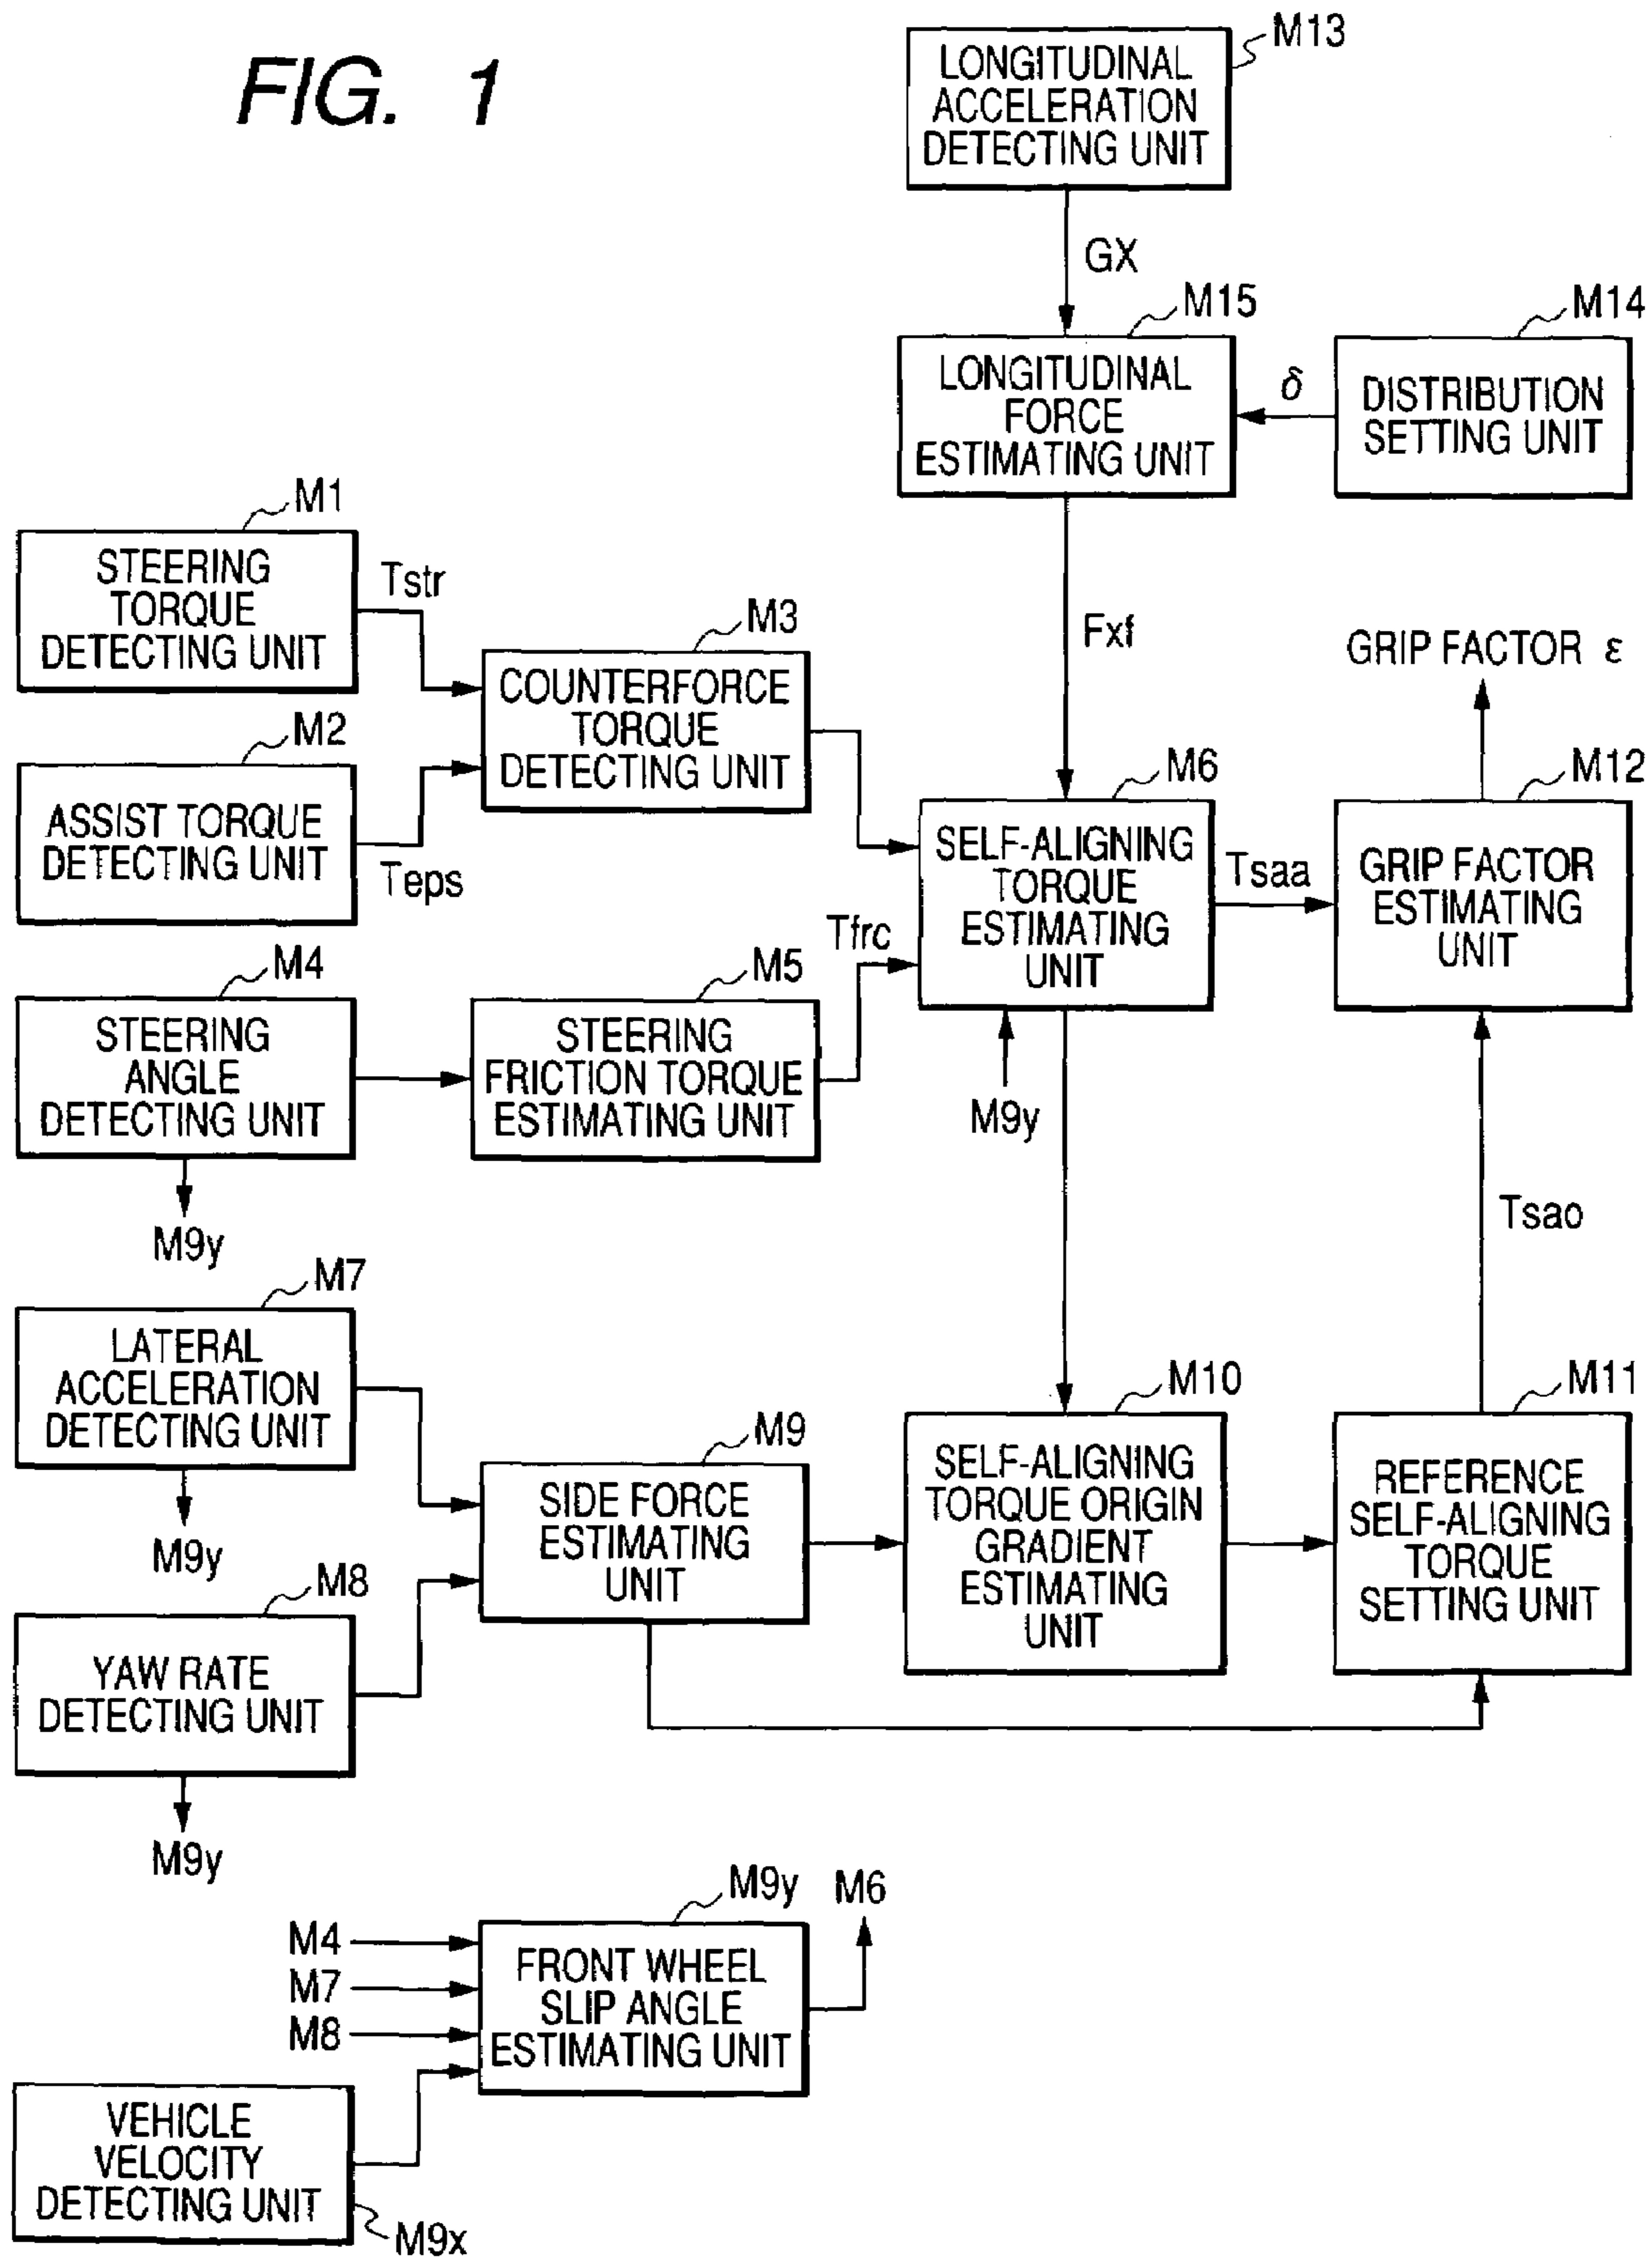 FIG. 1
M13
LONGITUDINAL
ACCELERATION
DETECTING UNIT
GX
M15
LONGITUDINAL
FORCE
ESTIMATING UNIT
δ
M14
DISTRIBUTION
SETTING UNIT
Fxf
M1
STEERING
TORQUE
DETECTING UNIT
Tstr
M2
ASSIST TORQUE
DETECTING UNIT
Teps
M3
COUNTERFORCE
TORQUE
DETECTING UNIT
M4
STEERING
ANGLE
DETECTING UNIT
M9y
M5
STEERING
FRICTION TORQUE
ESTIMATING UNIT
Tfrc
M6
SELF-ALIGNING
TORQUE
ESTIMATING
UNIT
M9y
Tsaa
GRIP FACTOR ε
M12
GRIP FACTOR
ESTIMATING
UNIT
Tsao
M7
LATERAL
ACCELERATION
DETECTING UNIT
M9y
M8
YAW RATE
DETECTING UNIT
M9y
M9
SIDE FORCE
ESTIMATING
UNIT
M10
SELF-ALIGNING
TORQUE ORIGIN
GRADIENT
ESTIMATING
UNIT
M11
REFERENCE
SELF-ALIGNING
TORQUE
SETTING UNIT
M4
M7
M8
M9y
FRONT WHEEL
SLIP ANGLE
ESTIMATING UNIT
M6
VEHICLE
VELOCITY
DETECTING UNIT
M9x